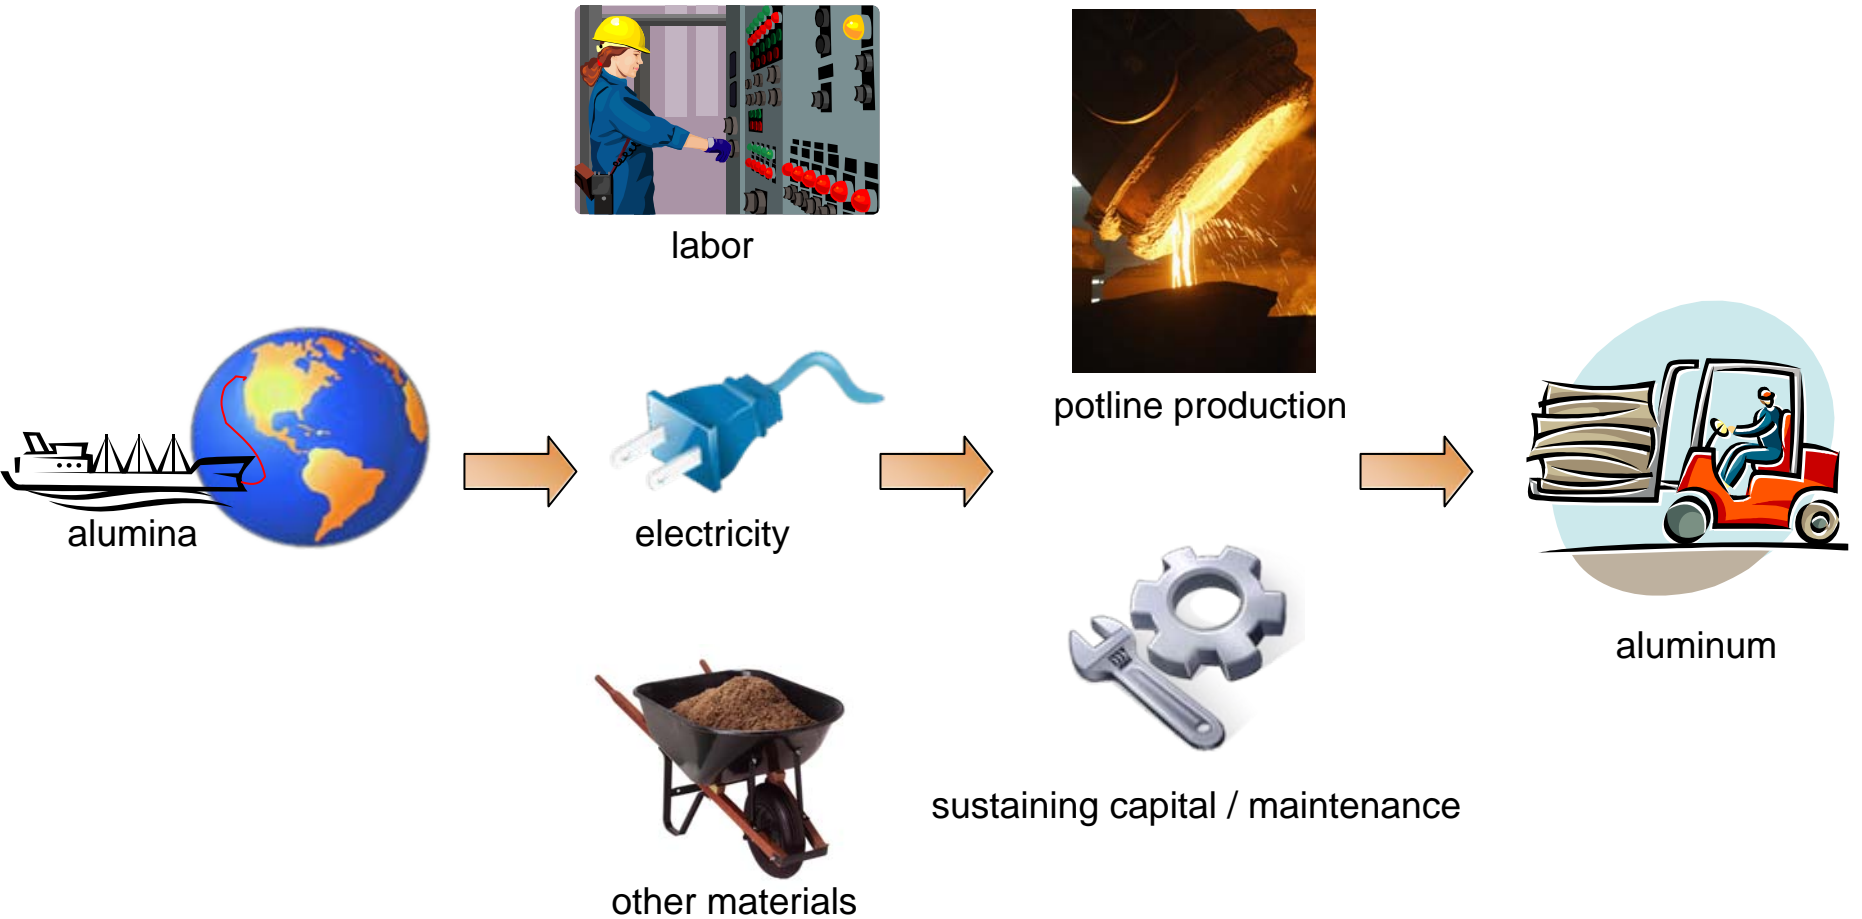 labor
potline production
alumina
electricity
aluminum
sustaining capital / maintenance
other materials